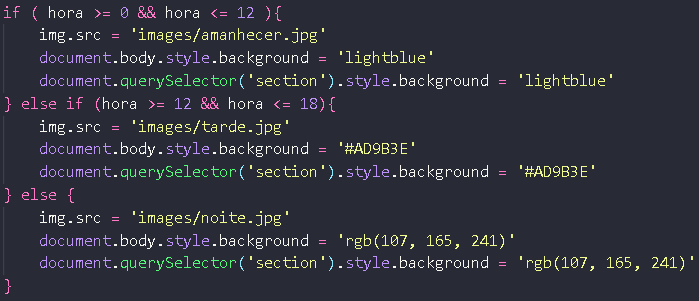 if ( hora >= 0 && hora <= 12 ){
    img.src = 'images/amanhecer.jpg'
    document.body.style.background = 'lightblue'
    document.querySelector('section').style.background = 'lightblue'
} else if (hora >= 12 && hora <= 18){
    img.src = 'images/tarde.jpg'
    document.body.style.background = '#AD9B3E'
    document.querySelector('section').style.background = '#AD9B3E'
} else {
    img.src = 'images/noite.jpg'
    document.body.style.background = 'rgb(107, 165, 241)'
    document.querySelector('section').style.background = 'rgb(107, 165, 241)'
}